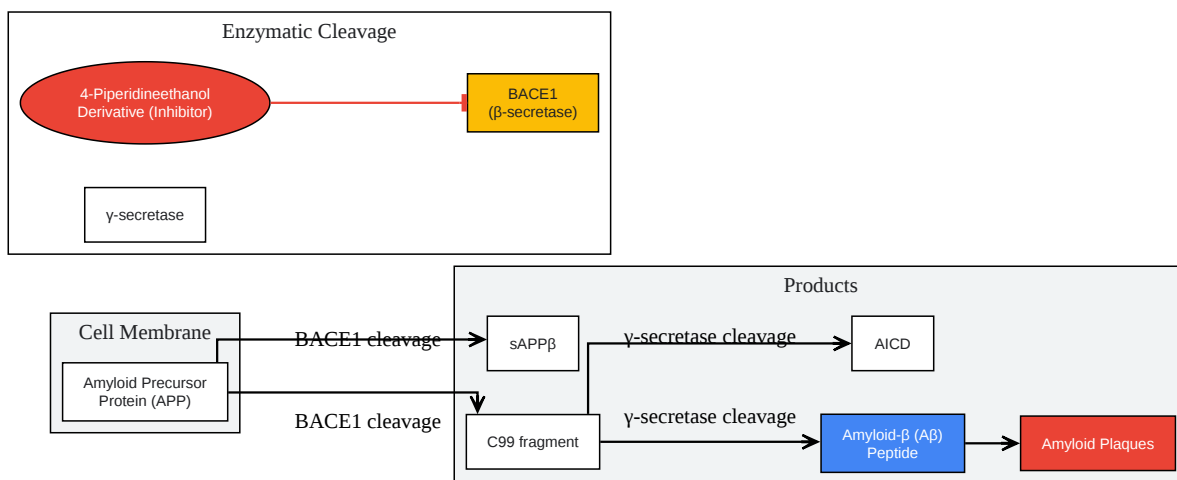 Enzymatic Cleavage
4-Piperidineethanol
Derivative (Inhibitor)
BACE1
(β-secretase)
γ-secretase
Products
Cell Membrane
BACE1 cleavage
sAPPβ
γ-secretase cleavage
AICD
Amyloid Precursor
Protein (APP)
BACE1 cleavage
C99 fragment
γ-secretase cleavage
Amyloid-β (Aβ)
Peptide
Amyloid Plaques